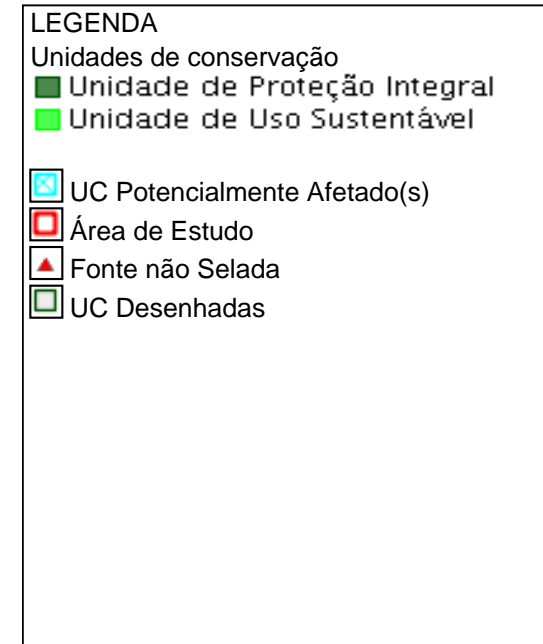 LEGENDA
Unidades de conservação
Unidade de Proteção Integral
Unidade de Uso Sustentável
UC Potencialmente Afetado(s)
Área de Estudo
Fonte não Selada
UC Desenhadas